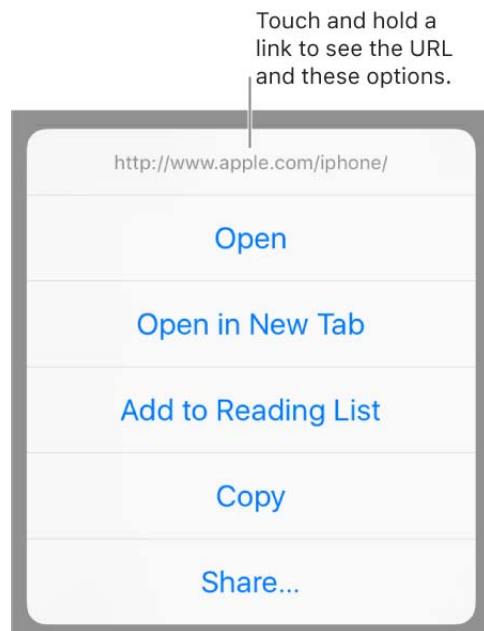 Touch and hold a
link to see the URL
and these options.
http://www.apple.com/iphone/
Open
Open in New Tab
Add to Reading List
Copy
Share...